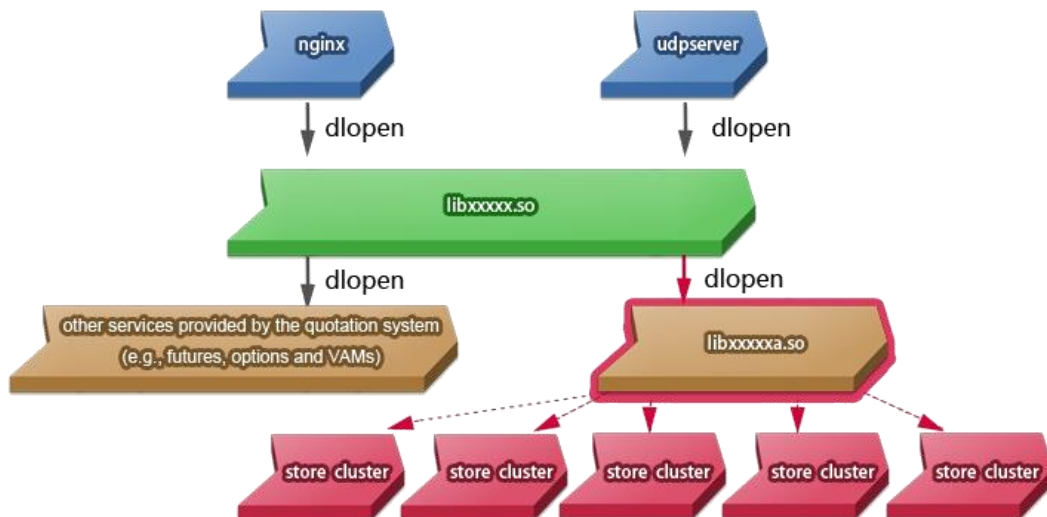 nginx
udpserver
dlopen
dlopen
libxxxxx.so
dlopen
dlopen
other services provided by the quotation system
(e.g., futures, options and VAMs)
libxxxxxa.so
store cluster
store cluster
store cluster
store cluster
store cluster